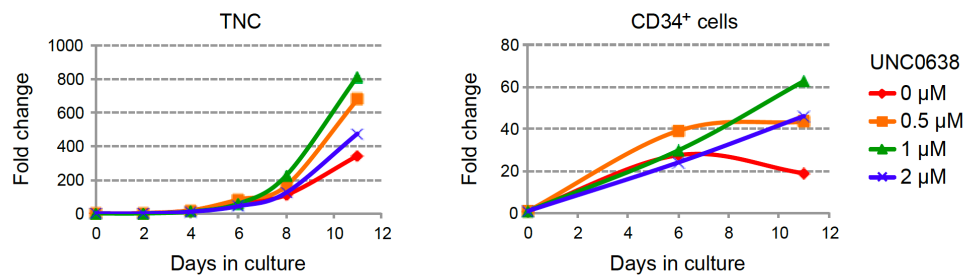 TNC
1000
800
600
400
200
0
Fold change
0 2 4 6 8 10 12
Days in culture
CD34⁺ cells
80
60
40
20
0
Fold change
0 2 4 6 8 10 12
Days in culture
UNC0638
0 µM
0.5 µM
1 µM
2 µM